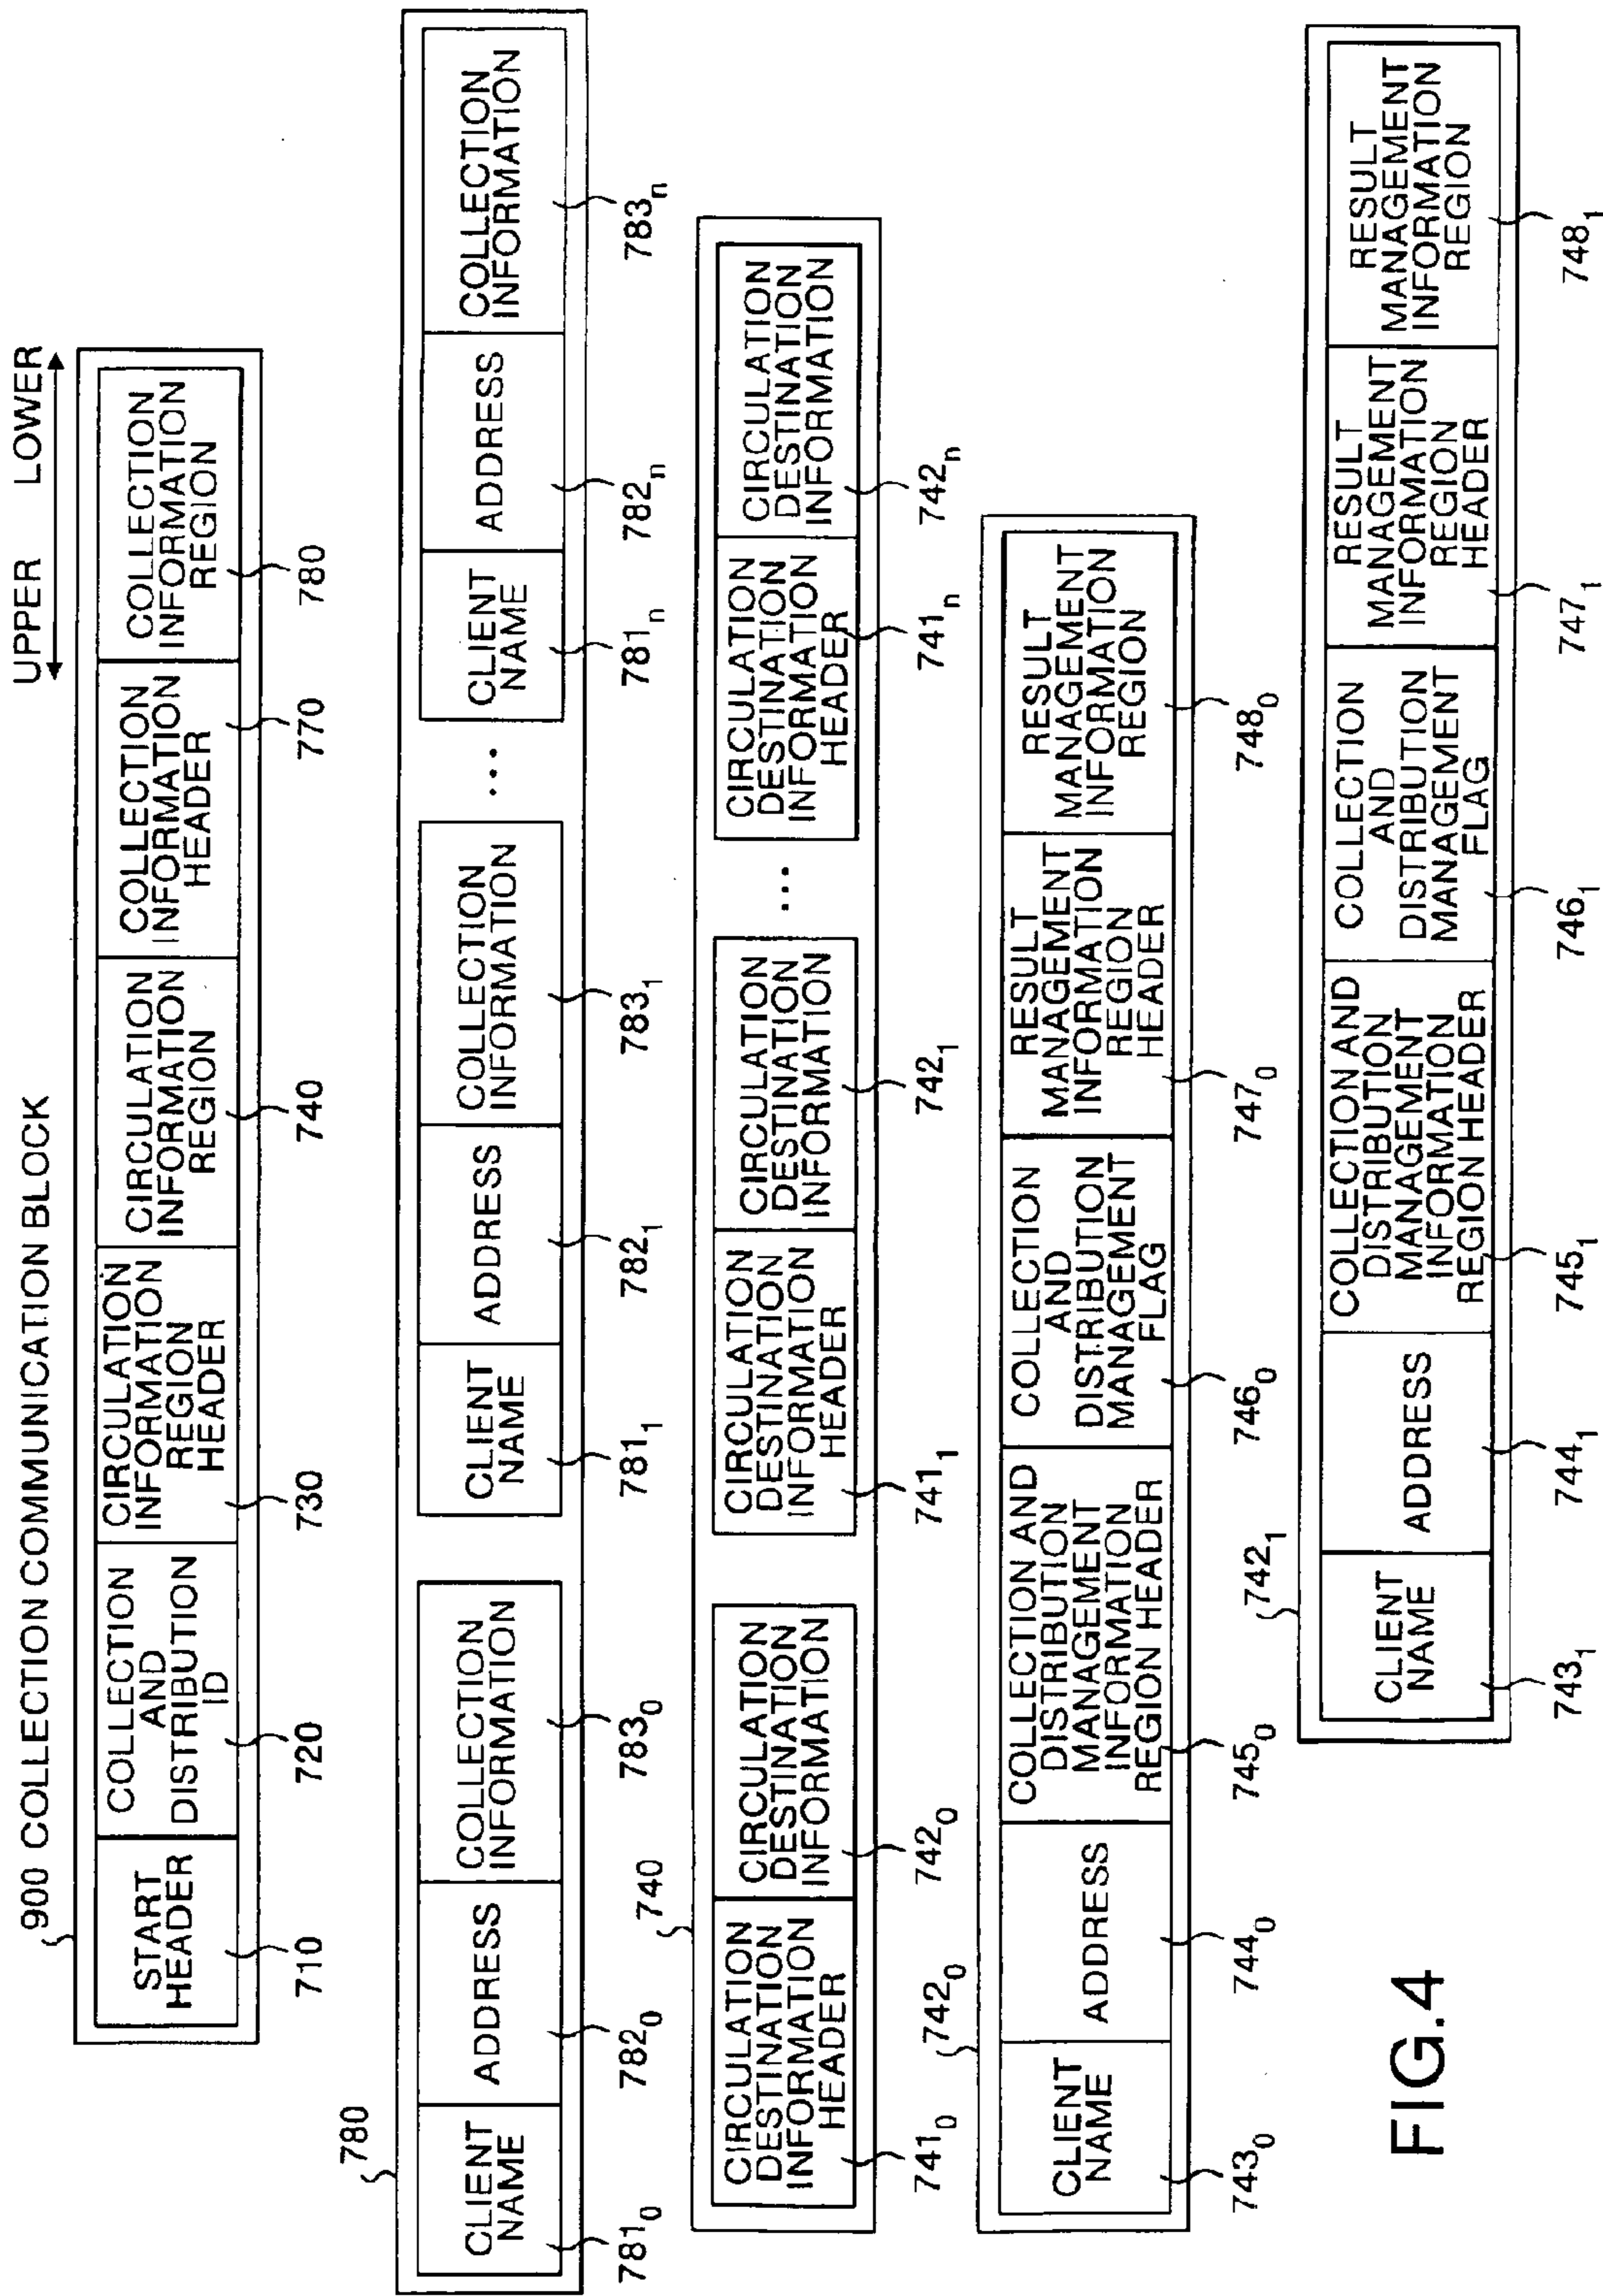 900 COLLECTION COMMUNICATION BLOCK
UPPER LOWER
START
HEADER
710
COLLECTION
AND
DISTRIBUTION
ID
720
CIRCULATION
INFORMATION
REGION
HEADER
730
CIRCULATION
INFORMATION
REGION
740
COLLECTION
INFORMATION
HEADER
770
COLLECTION
INFORMATION
REGION
780
780
CLIENT
NAME
781₀
ADDRESS
782₀
COLLECTION
INFORMATION
783₀
CLIENT
NAME
781₁
ADDRESS
782₁
COLLECTION
INFORMATION
783₁
...
CLIENT
NAME
781ₙ
ADDRESS
782ₙ
COLLECTION
INFORMATION
783ₙ
740
CIRCULATION
DESTINATION
INFORMATION
HEADER
741₀
CIRCULATION
DESTINATION
INFORMATION
742₀
CIRCULATION
DESTINATION
INFORMATION
HEADER
741₁
CIRCULATION
DESTINATION
INFORMATION
742₁
...
CIRCULATION
DESTINATION
INFORMATION
HEADER
741ₙ
CIRCULATION
DESTINATION
INFORMATION
742ₙ
742₀
CLIENT
NAME
743₀
ADDRESS
744₀
COLLECTION AND
DISTRIBUTION
MANAGEMENT
INFORMATION
REGION HEADER
745₀
COLLECTION
AND
DISTRIBUTION
MANAGEMENT
FLAG
746₀
RESULT
MANAGEMENT
INFORMATION
REGION
HEADER
747₀
RESULT
MANAGEMENT
INFORMATION
REGION
748₀
742₁
CLIENT
NAME
743₁
ADDRESS
744₁
COLLECTION AND
DISTRIBUTION
MANAGEMENT
INFORMATION
REGION HEADER
745₁
COLLECTION
AND
DISTRIBUTION
MANAGEMENT
FLAG
746₁
RESULT
MANAGEMENT
INFORMATION
REGION
HEADER
747₁
RESULT
MANAGEMENT
INFORMATION
REGION
748₁
FIG.4